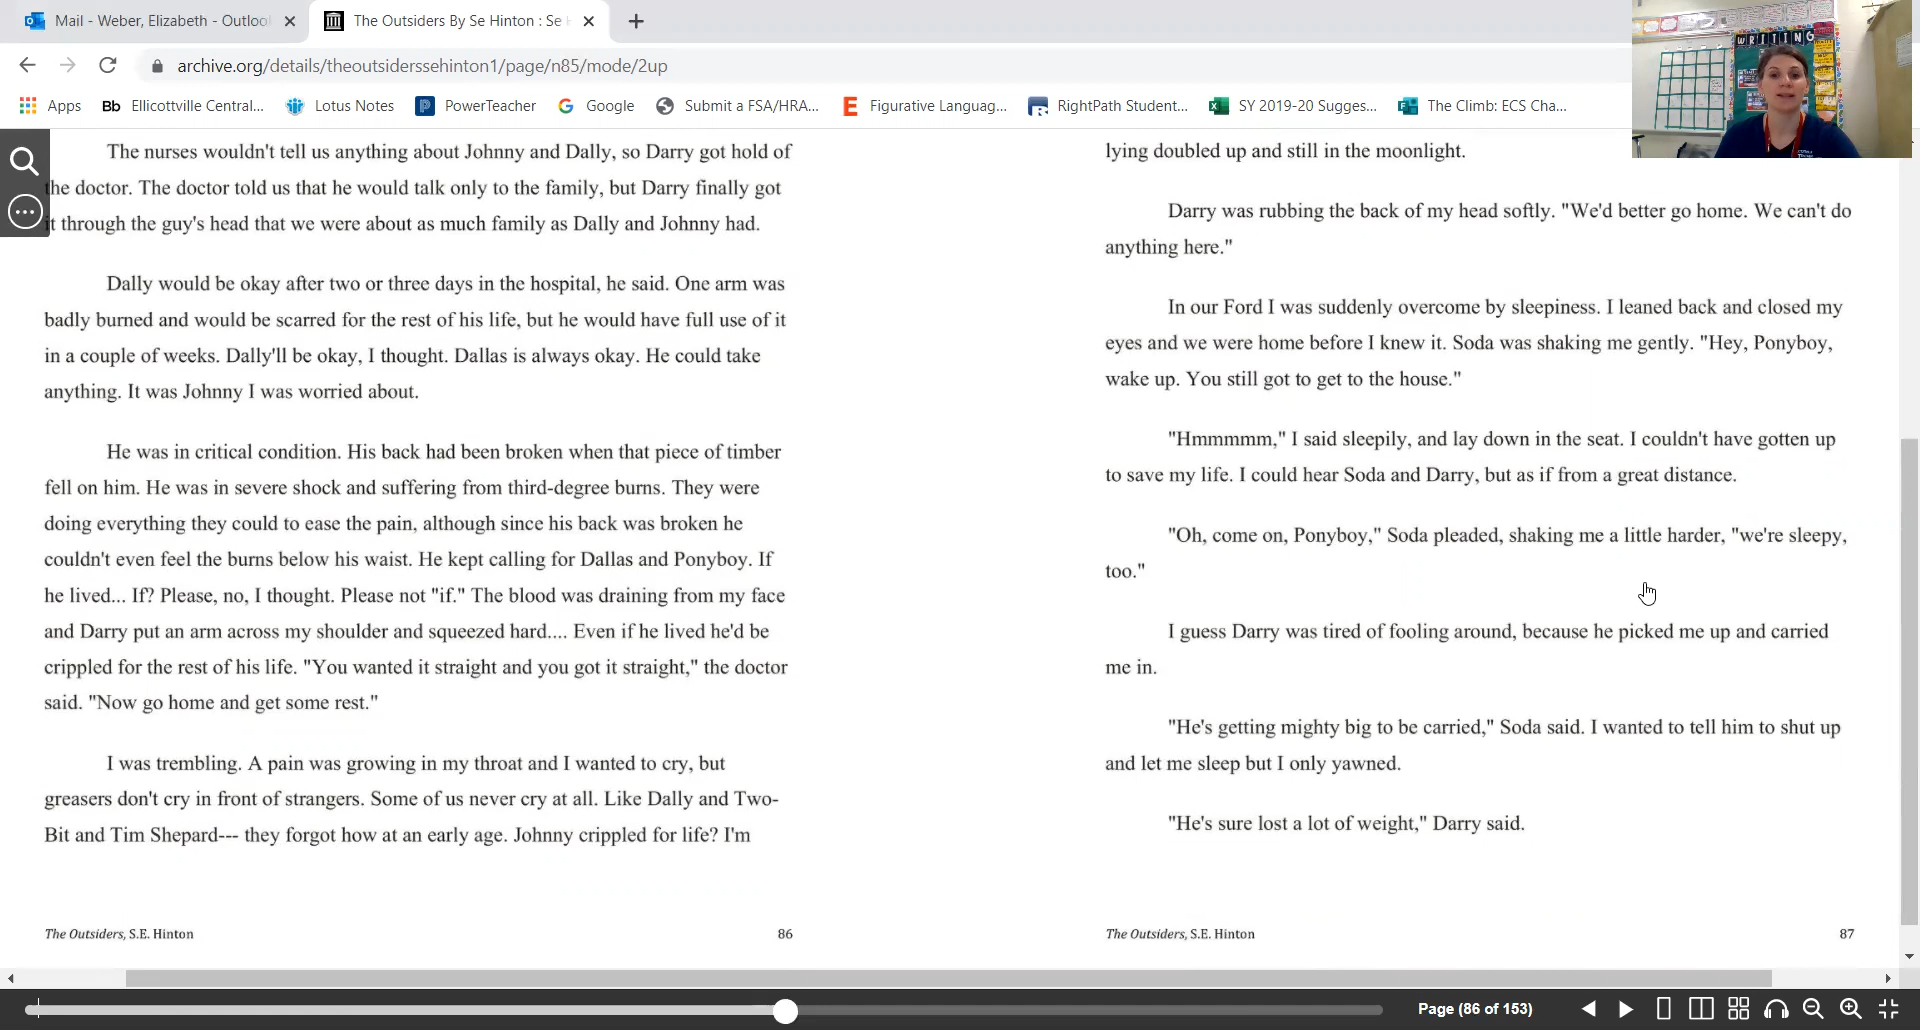 Mail - Weber, Elizabeth - Outloo
The Outsiders By Se Hinton : Se
archive.org/details/theoutsiderssehinton1/page/n85/mode/2up
Apps
Bb Ellicottville Central...
Lotus Notes
PowerTeacher
Google
Submit a FSA/HRA...
Figurative Languag...
RightPath Student...
SY 2019-20 Sugges...
The Climb: ECS Cha...
WRITING
The nurses wouldn't tell us anything about Johnny and Dally, so Darry got hold of
the doctor. The doctor told us that he would talk only to the family, but Darry finally got
it through the guy's head that we were about as much family as Dally and Johnny had.
Dally would be okay after two or three days in the hospital, he said. One arm was
badly burned and would be scarred for the rest of his life, but he would have full use of it
in a couple of weeks. Dally'll be okay, I thought. Dallas is always okay. He could take
anything. It was Johnny I was worried about.
He was in critical condition. His back had been broken when that piece of timber
fell on him. He was in severe shock and suffering from third-degree burns. They were
doing everything they could to ease the pain, although since his back was broken he
couldn't even feel the burns below his waist. He kept calling for Dallas and Ponyboy. If
he lived... If? Please, no, I thought. Please not "if." The blood was draining from my face
and Darry put an arm across my shoulder and squeezed hard.... Even if he lived he'd be
crippled for the rest of his life. "You wanted it straight and you got it straight," the doctor
said. "Now go home and get some rest."
I was trembling. A pain was growing in my throat and I wanted to cry, but
greasers don't cry in front of strangers. Some of us never cry at all. Like Dally and Two-
Bit and Tim Shepard--- they forgot how at an early age. Johnny crippled for life? I'm
The Outsiders, S.E. Hinton 86
lying doubled up and still in the moonlight.
Darry was rubbing the back of my head softly. "We'd better go home. We can't do
anything here."
In our Ford I was suddenly overcome by sleepiness. I leaned back and closed my
eyes and we were home before I knew it. Soda was shaking me gently. "Hey, Ponyboy,
wake up. You still got to get to the house."
"Hmmmmm," I said sleepily, and lay down in the seat. I couldn't have gotten up
to save my life. I could hear Soda and Darry, but as if from a great distance.
"Oh, come on, Ponyboy," Soda pleaded, shaking me a little harder, "we're sleepy,
too."
I guess Darry was tired of fooling around, because he picked me up and carried
me in.
"He's getting mighty big to be carried," Soda said. I wanted to tell him to shut up
and let me sleep but I only yawned.
"He's sure lost a lot of weight," Darry said.
The Outsiders, S.E. Hinton 87
Page (86 of 153)